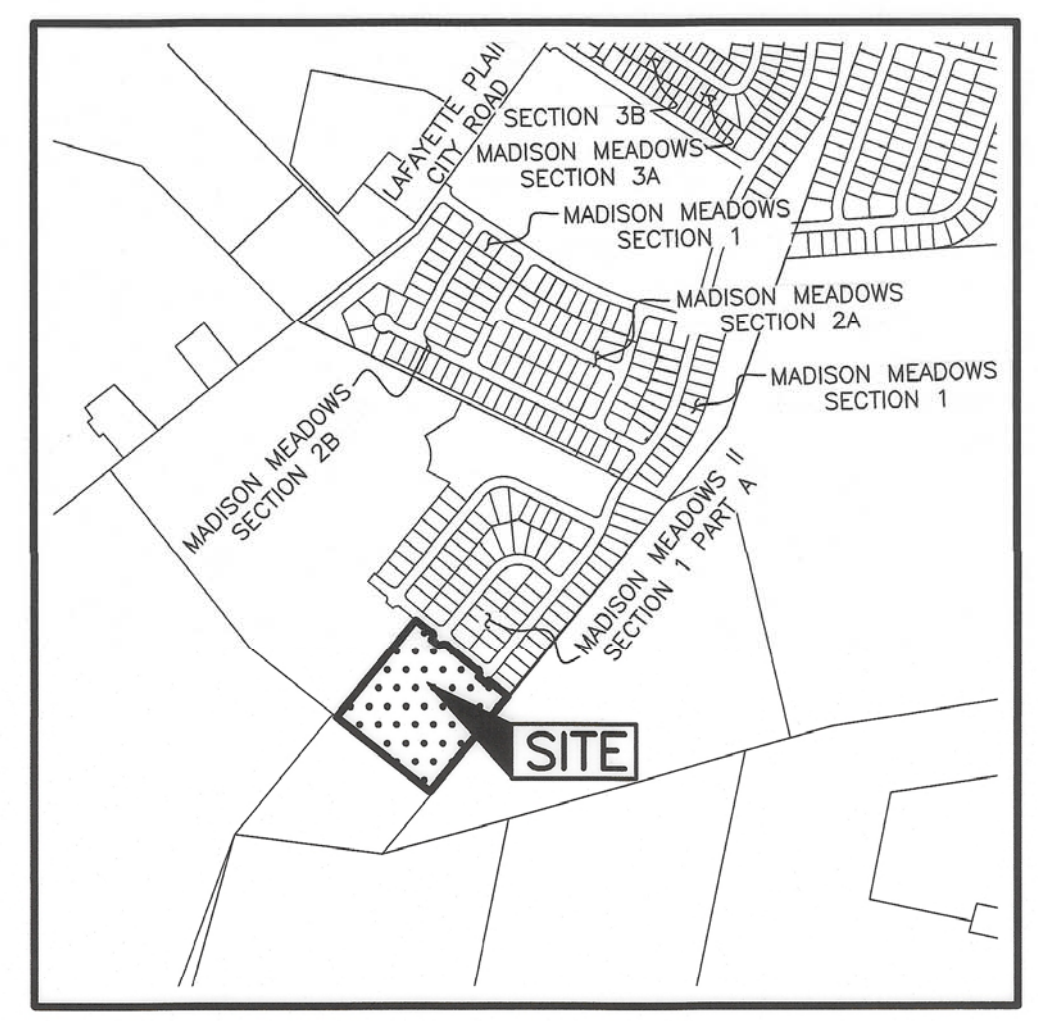 LAFAYETTE PLAI
CITY ROAD
SECTION 3B
MADISON MEADOWS
SECTION 3A
MADISON MEADOWS
SECTION 1
MADISON MEADOWS
SECTION 2A
MADISON MEADOWS
SECTION 1
MADISON MEADOWS
SECTION 2B
MADISON MEADOWS II
SECTION 1 PART A
SITE